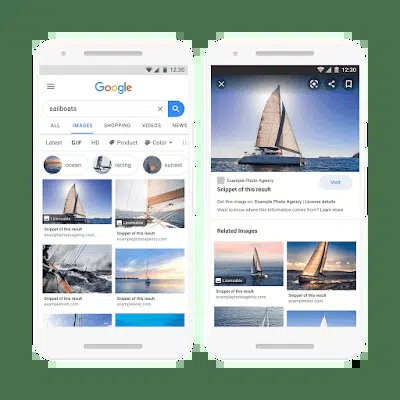 12:30
Google
sailboats
ALL IMAGES SHOPPING VIDEOS NEWS
Latest GIF HD Product Color
ocean racing sunset
Licensable
Snippet of this result
examplephotoagency.com
Licensable
Snippet of this result
examplephotoagency.com
Snippet of this result
examplehost.com
Snippet of this result
examplehost.com
12:30
Example Photo Agency
Snippet of this result
Visit
Get this image on: Example Photo Agency | License details
Want to know where this information comes from? Learn more
Related Images
Licensable
Snippet of this result
examplephotoagency.com
Snippet of this result
examplehost.com